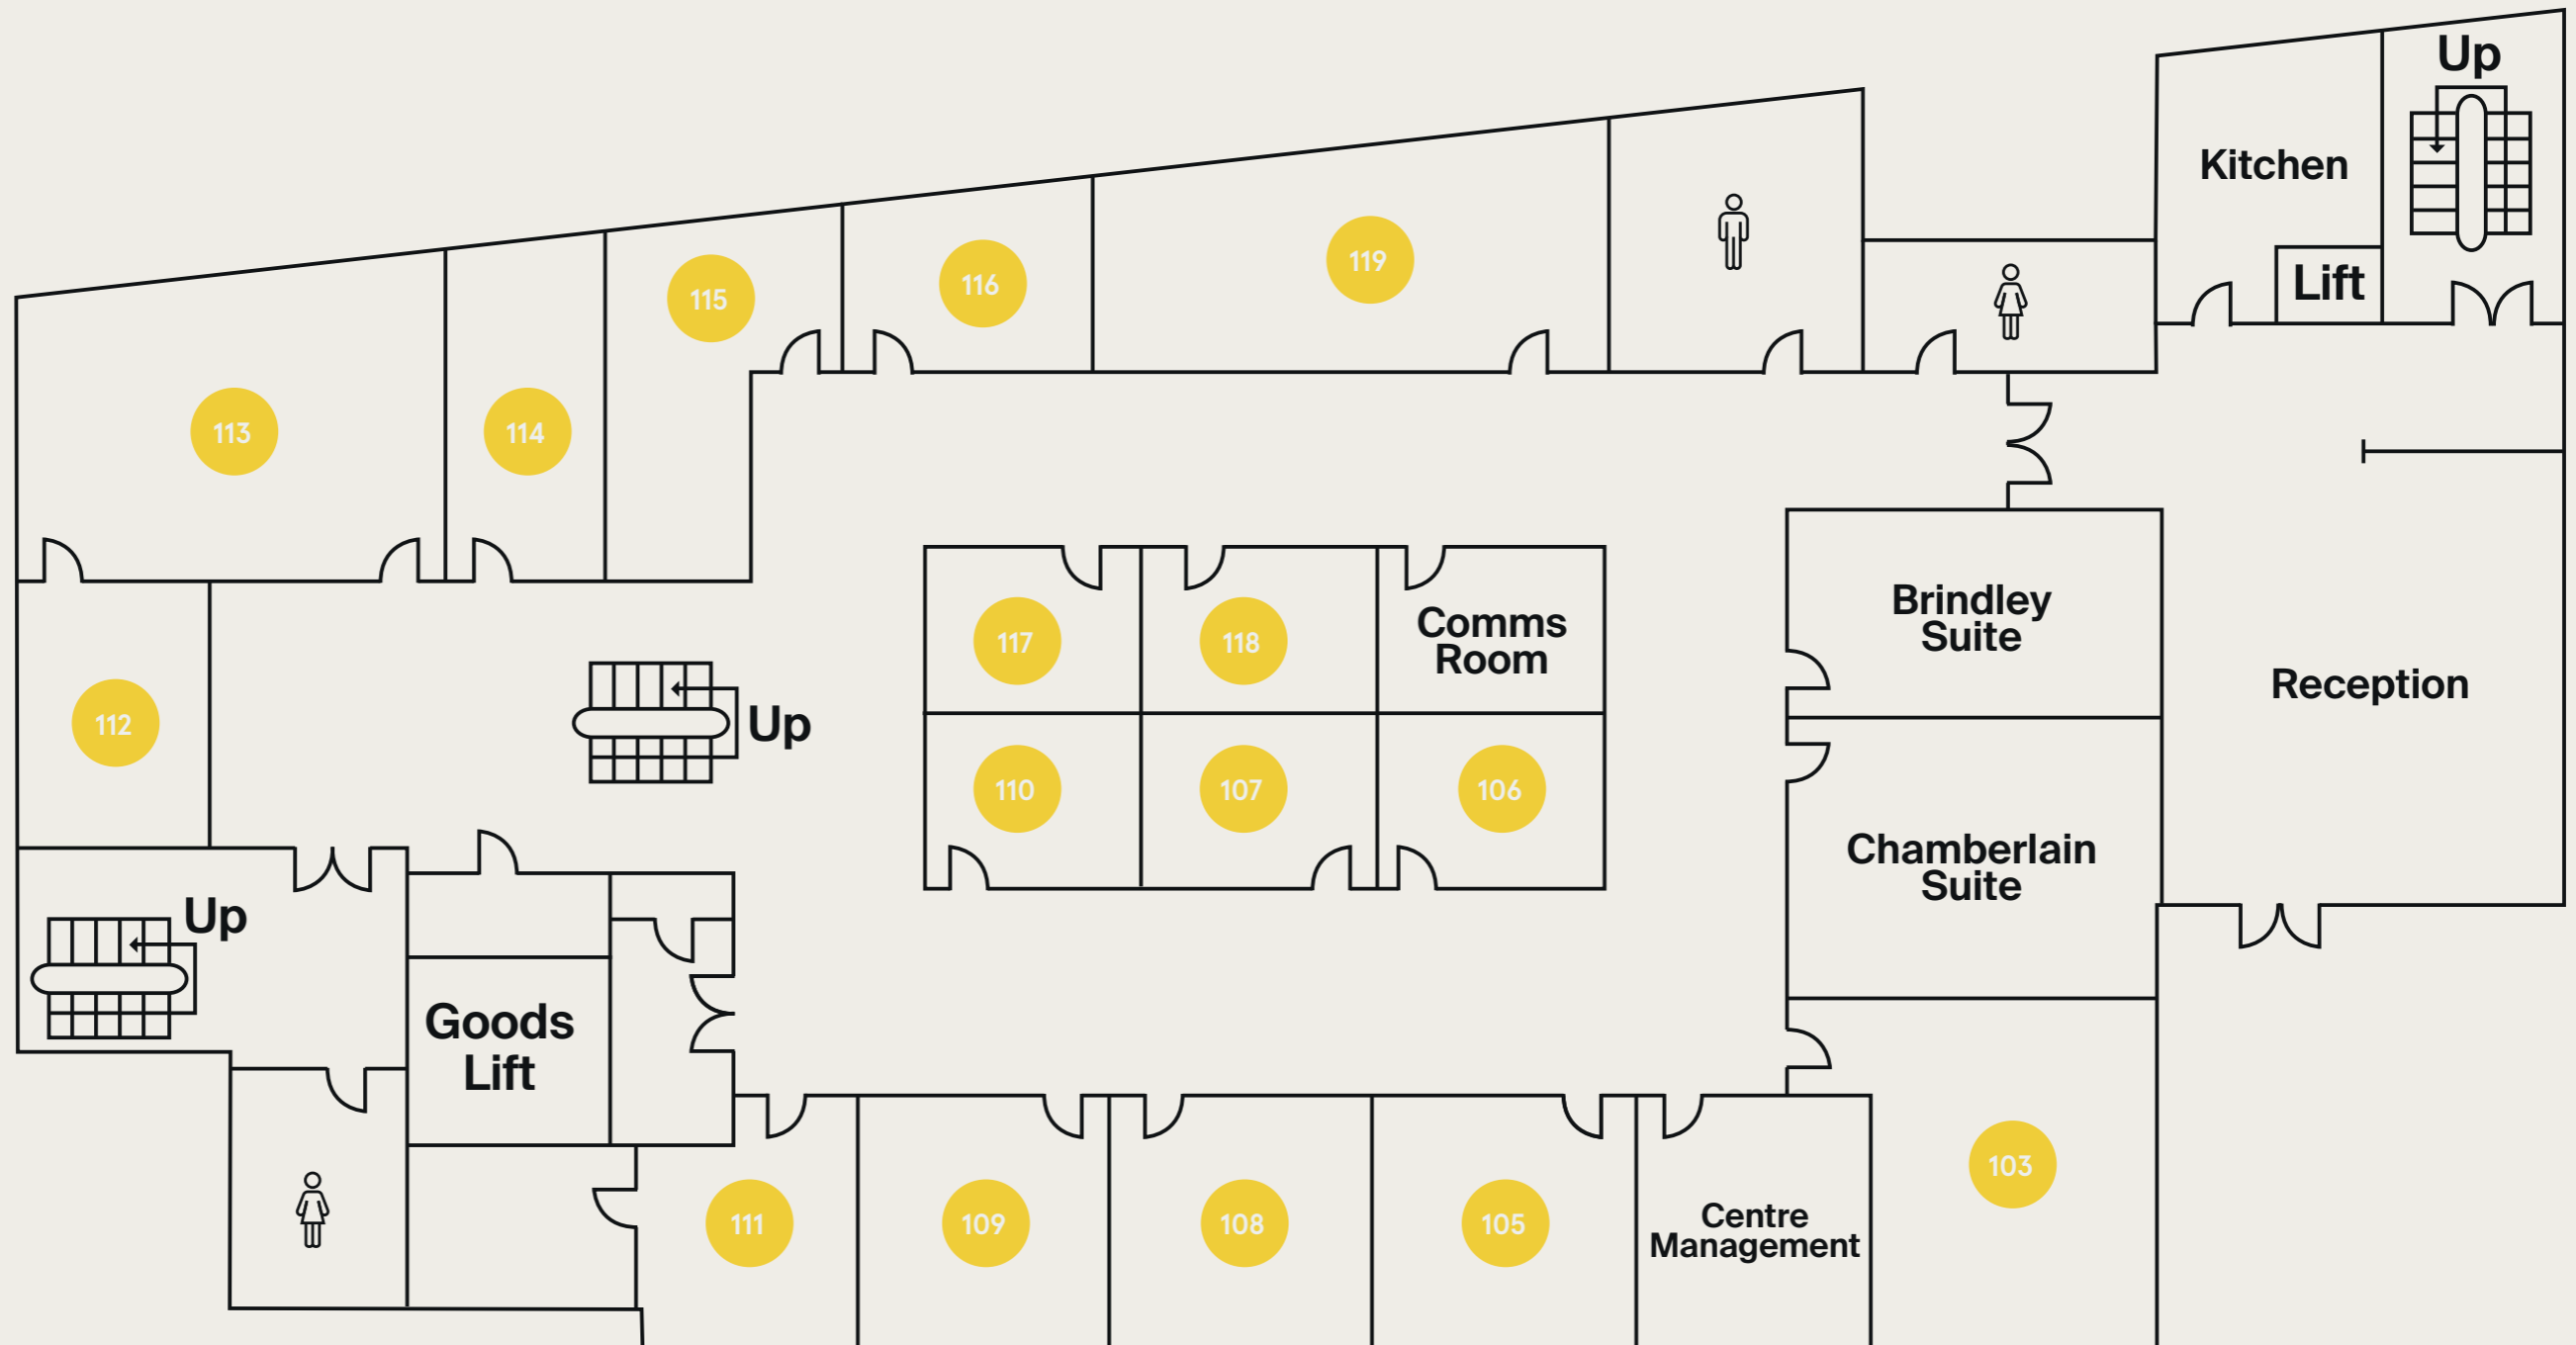 Up
Kitchen
Lift
119
116
115
113
114
Brindley
Suite
Comms
Room
117
118
Reception
112
Up
110
107
106
Chamberlain
Suite
Up
Goods
Lift
103
111
109
108
105
Centre
Management